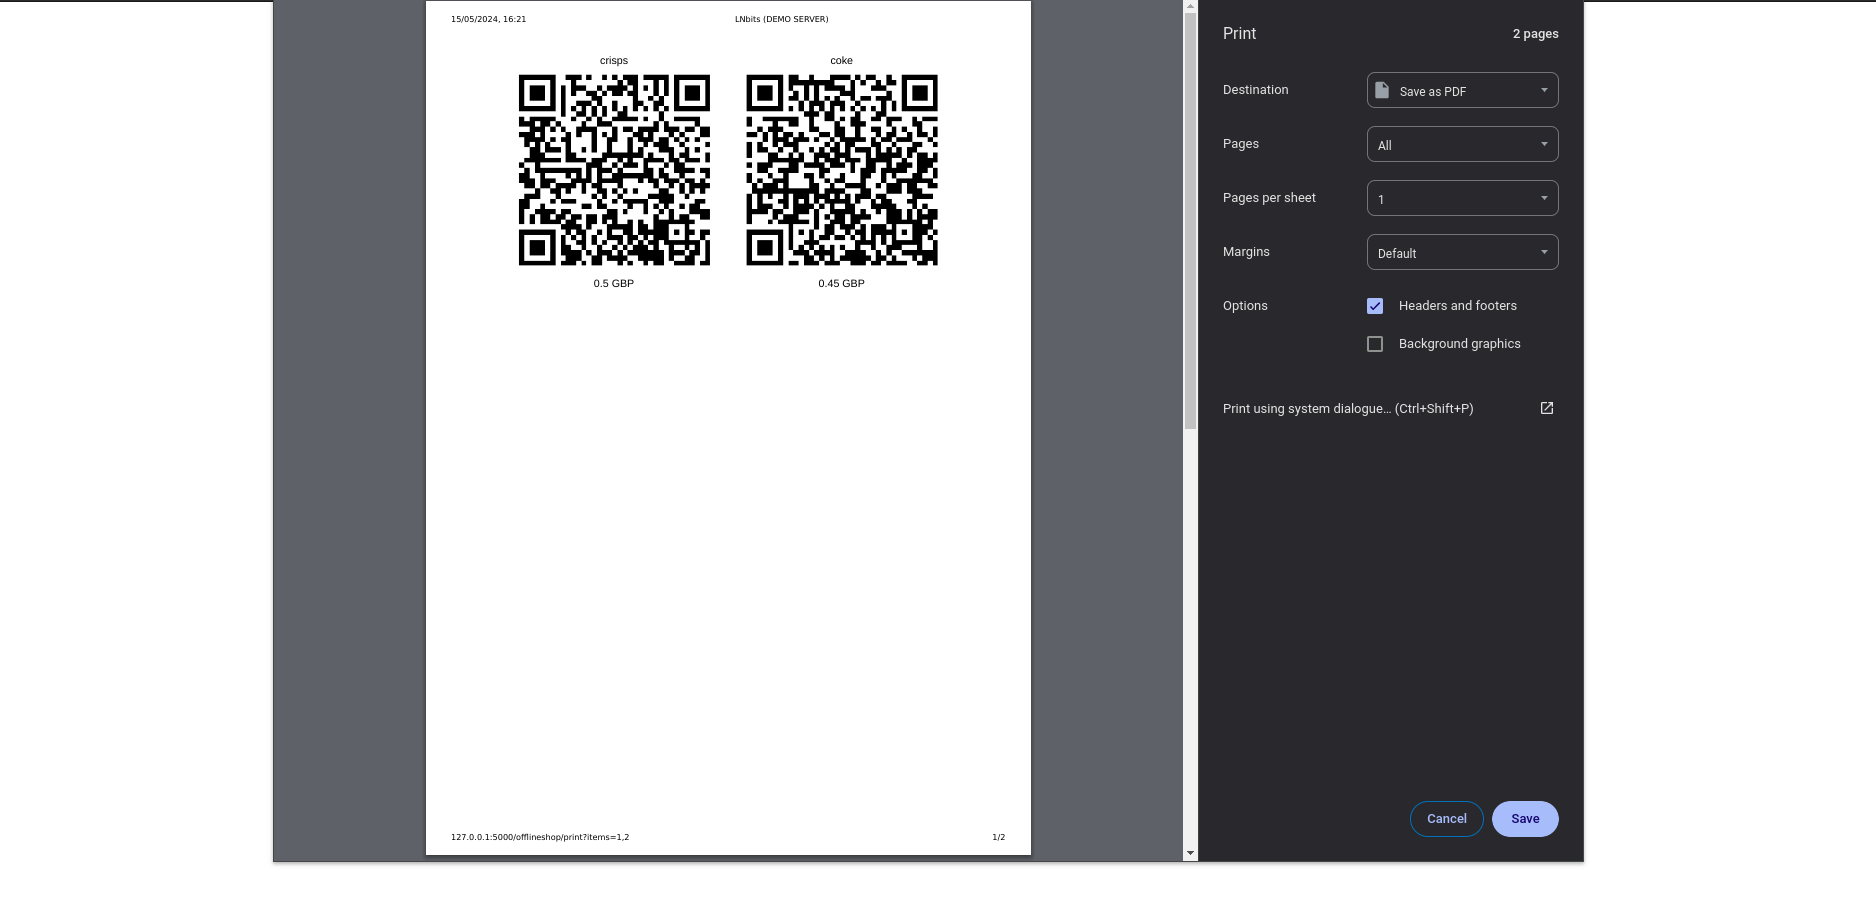 15/05/2024, 16:21 LNbits (DEMO SERVER)
crisps coke
0.5 GBP 0.45 GBP
127.0.0.1:5000/offlineshop/print?items=1,2 1/2
Print 2 pages
Destination Save as PDF
Pages All
Pages per sheet 1
Margins Default
Options Headers and footers
Background graphics
Print using system dialogue... (Ctrl+Shift+P)
Cancel Save